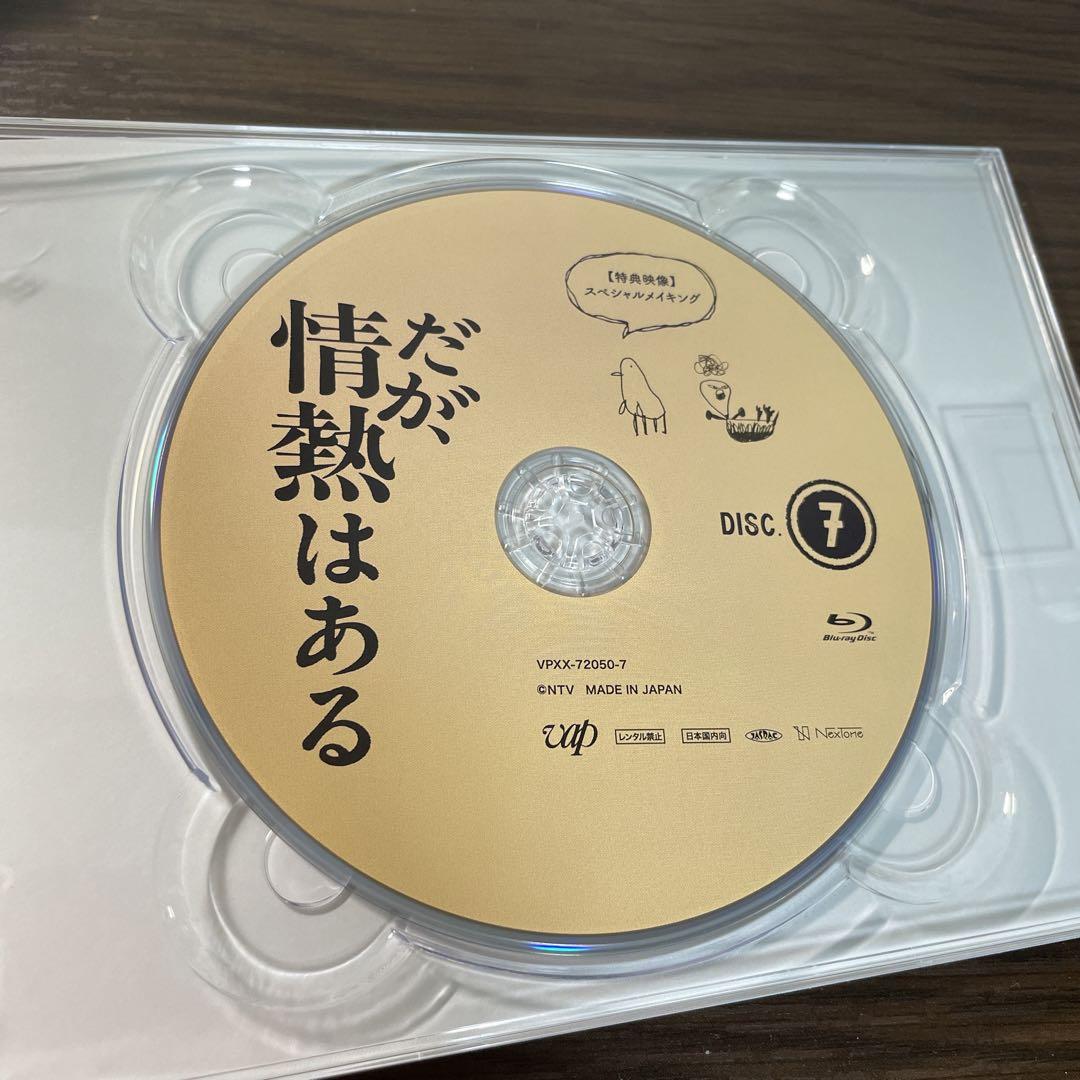 だが、
情熱はある
【特典映像】
スペシャルメイキング
DISC. 7
Blu-ray Disc™
VPXX-72050-7
©NTV MADE IN JAPAN
vap レンタル禁止 日本国内向 JASRAC NexTone